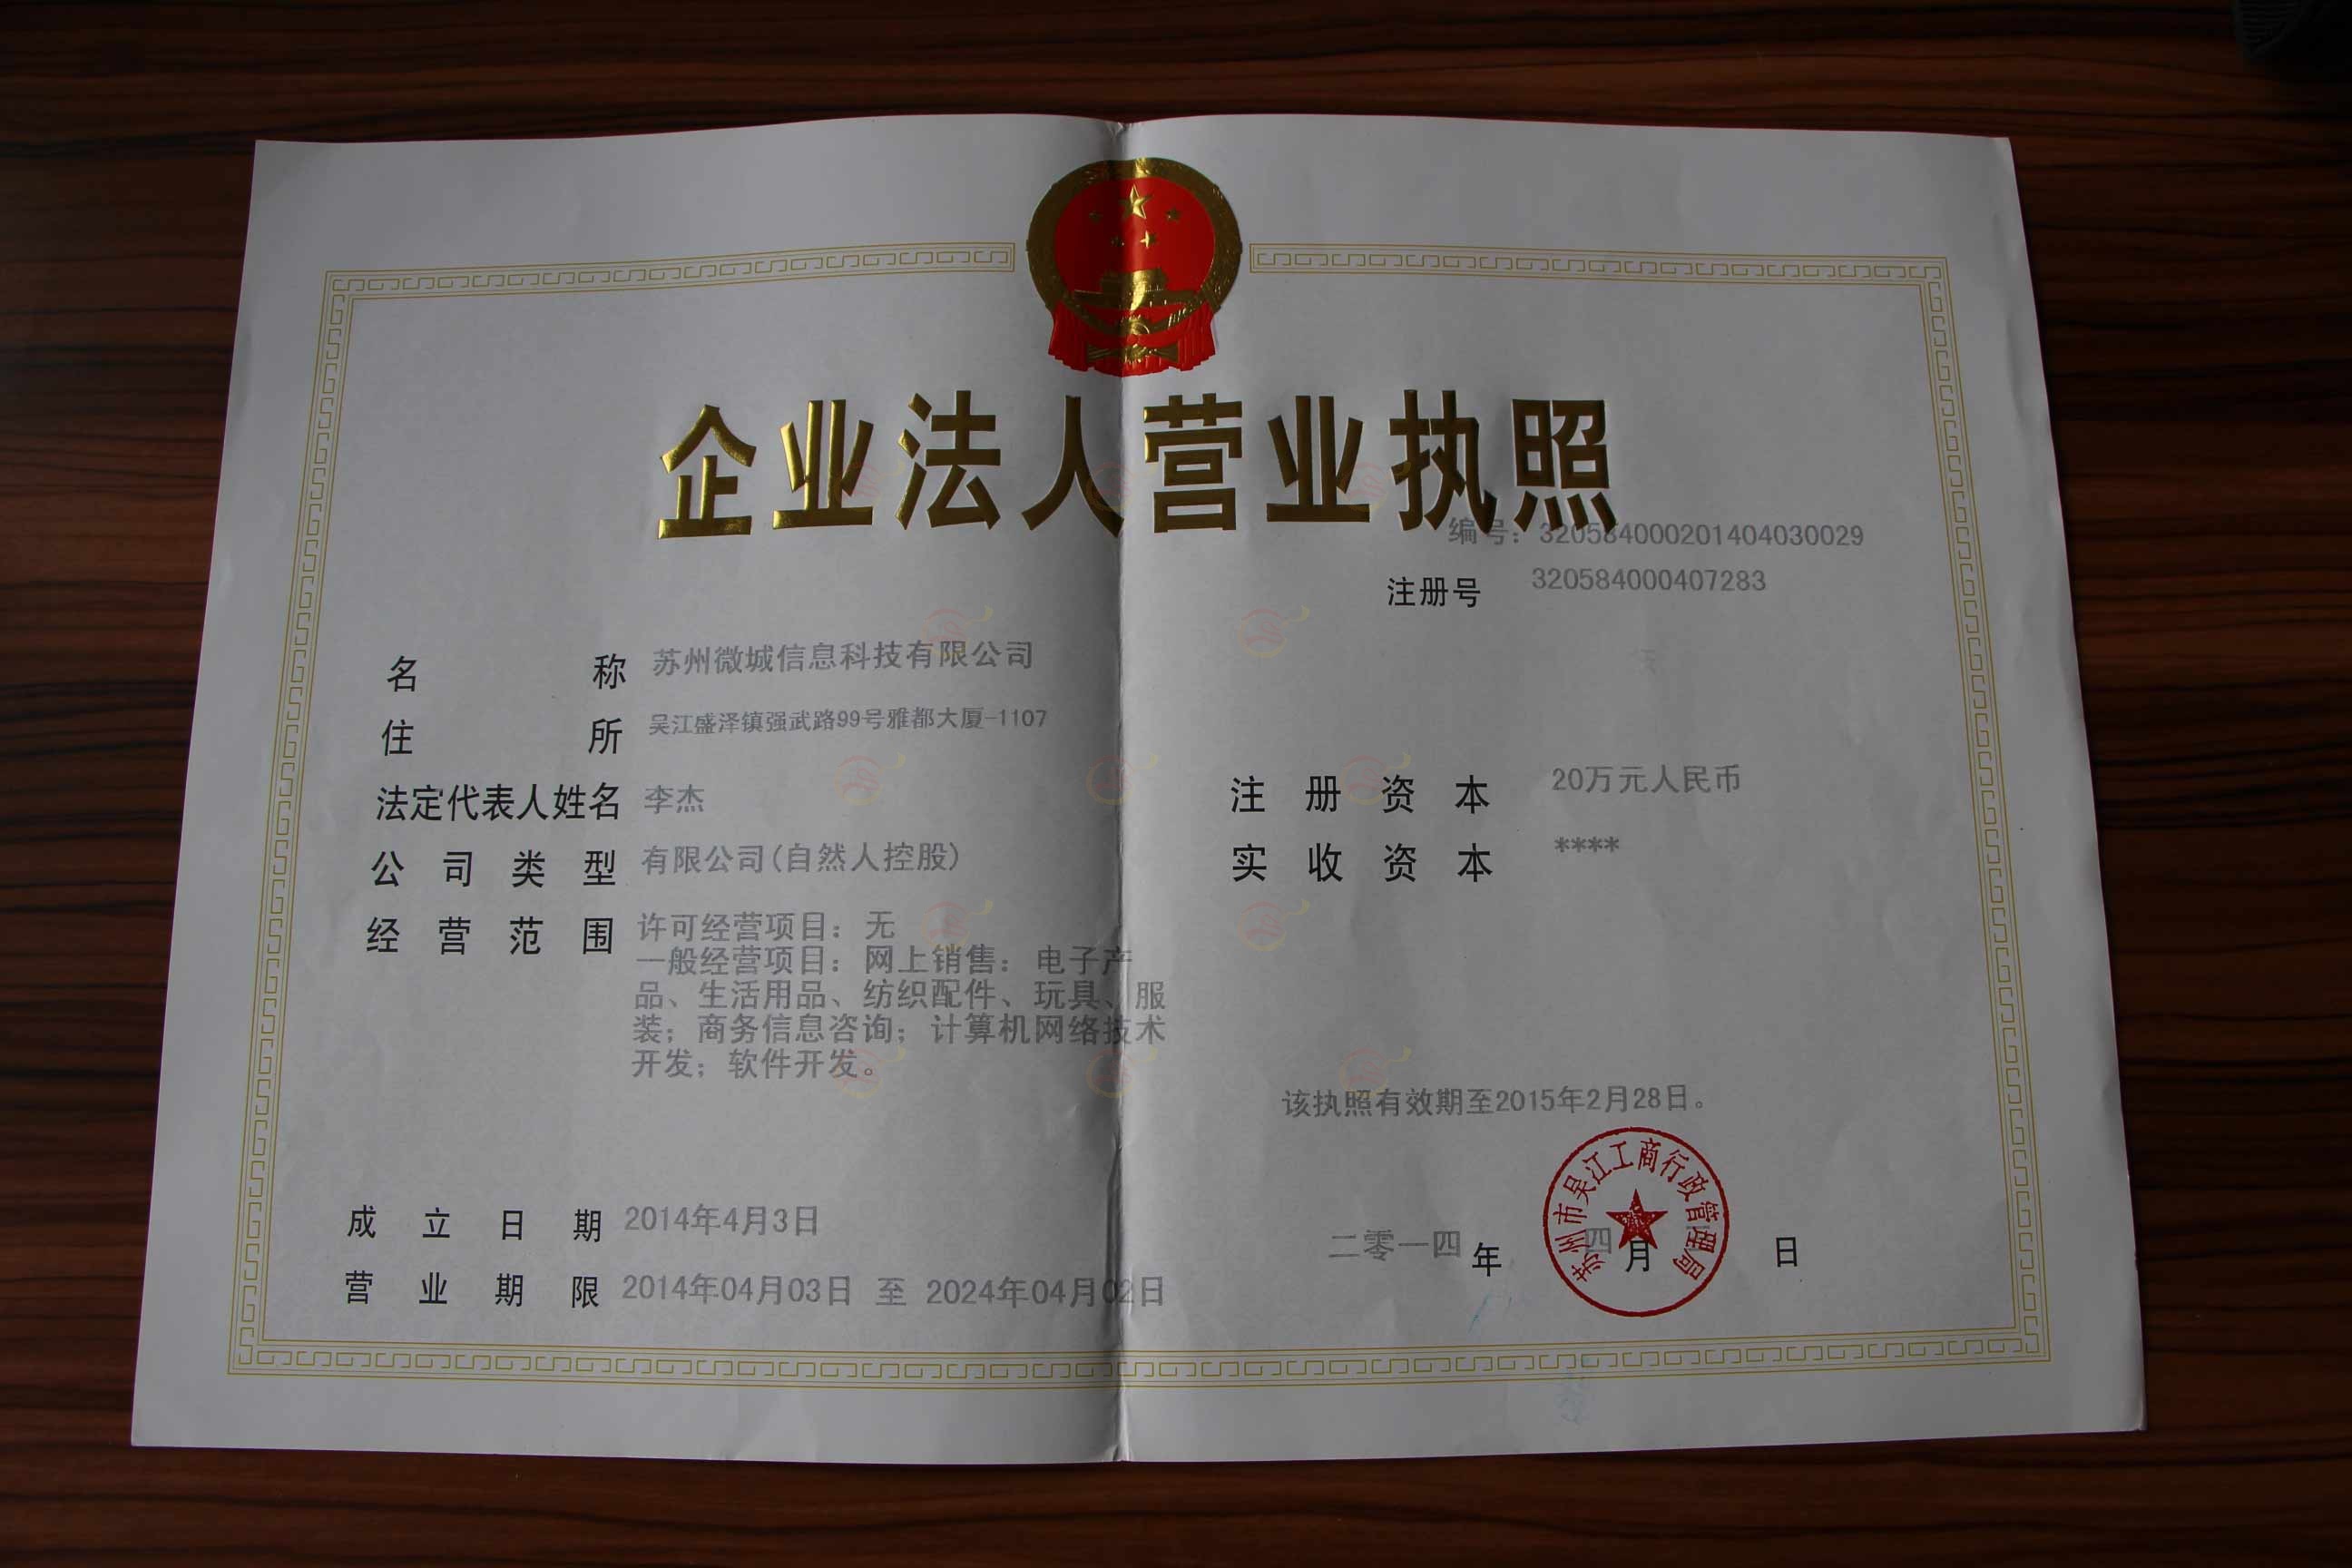 企业法人营业执照
编号：320584000201404030029
注册号 320584000407283
名称 苏州微城信息科技有限公司
住所 吴江盛泽镇强武路99号雅都大厦-1107
法定代表人姓名 李杰
注册资本 20万元人民币
公司类型 有限公司(自然人控股)
实收资本 ****
经营范围 许可经营项目：无
一般经营项目：网上销售：电子产
品、生活用品、纺织配件、玩具、服
装；商务信息咨询；计算机网络技术
开发；软件开发。
该执照有效期至2015年2月28日。
苏州市吴江工商行政管理局
成立日期 2014年4月3日
二零一四年 四月 日
营业期限 2014年04月03日 至 2024年04月02日